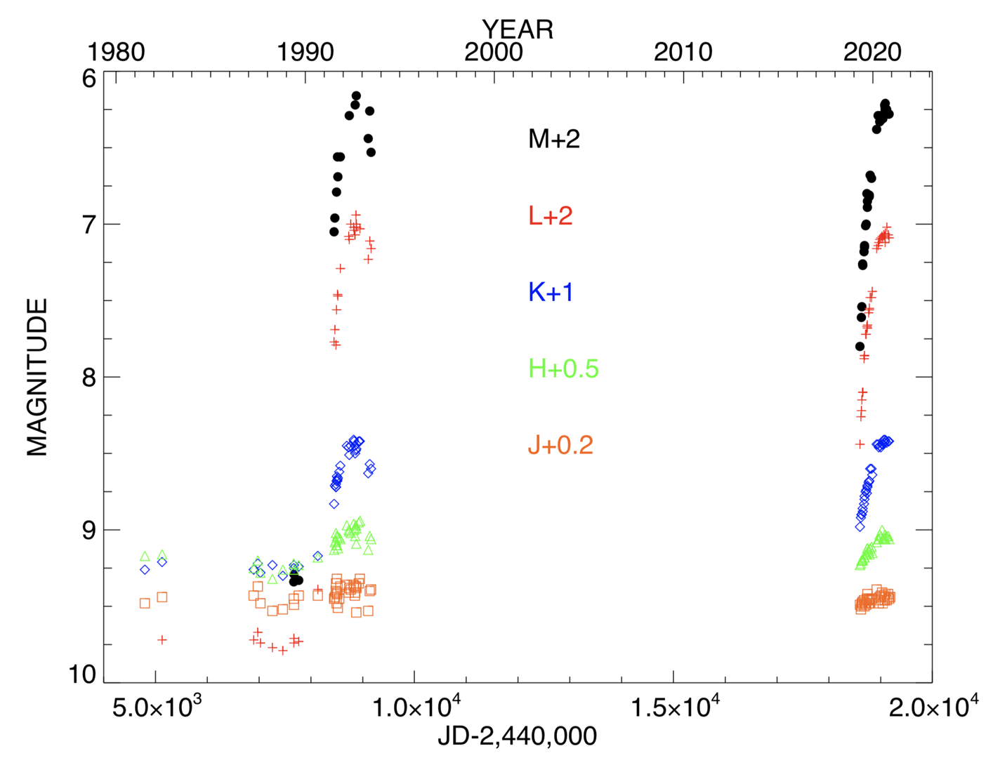 YEAR
1980 1990 2000 2010 2020
6
M+2
L+2
7
K+1
MAGNITUDE
H+0.5
8
J+0.2
9
10
5.0×10³ 1.0×10⁴ 1.5×10⁴ 2.0×10⁴
JD-2,440,000